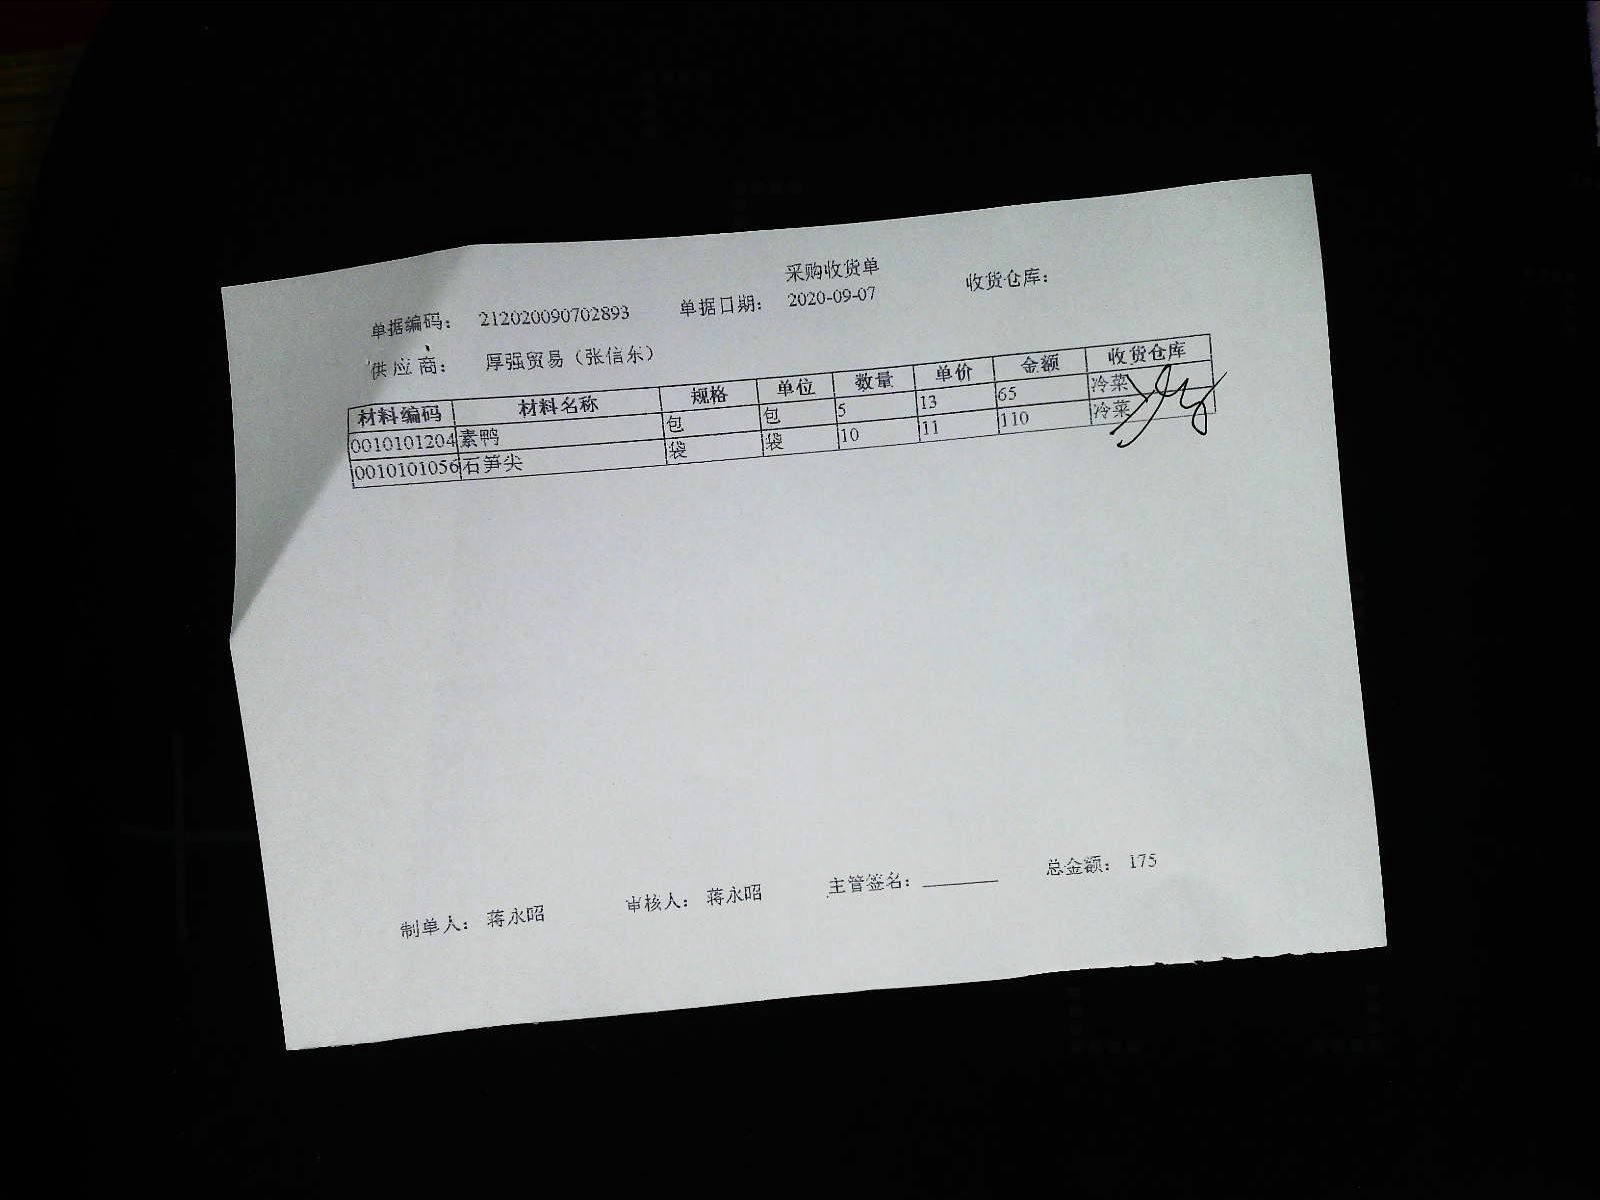 采购收货单
单据编码： 212020090702893 单据日期： 2020-09-07 收货仓库：
供应商： 厚强贸易（张信东）
材料编码 材料名称 规格 单位 数量 单价 金额 收货仓库
0010101204 素鸭 包 包 5 13 65 冷菜
0010101056 石笋尖 袋 袋 10 11 110 冷菜
制单人： 蒋永昭 审核人： 蒋永昭 主管签名： 总金额： 175